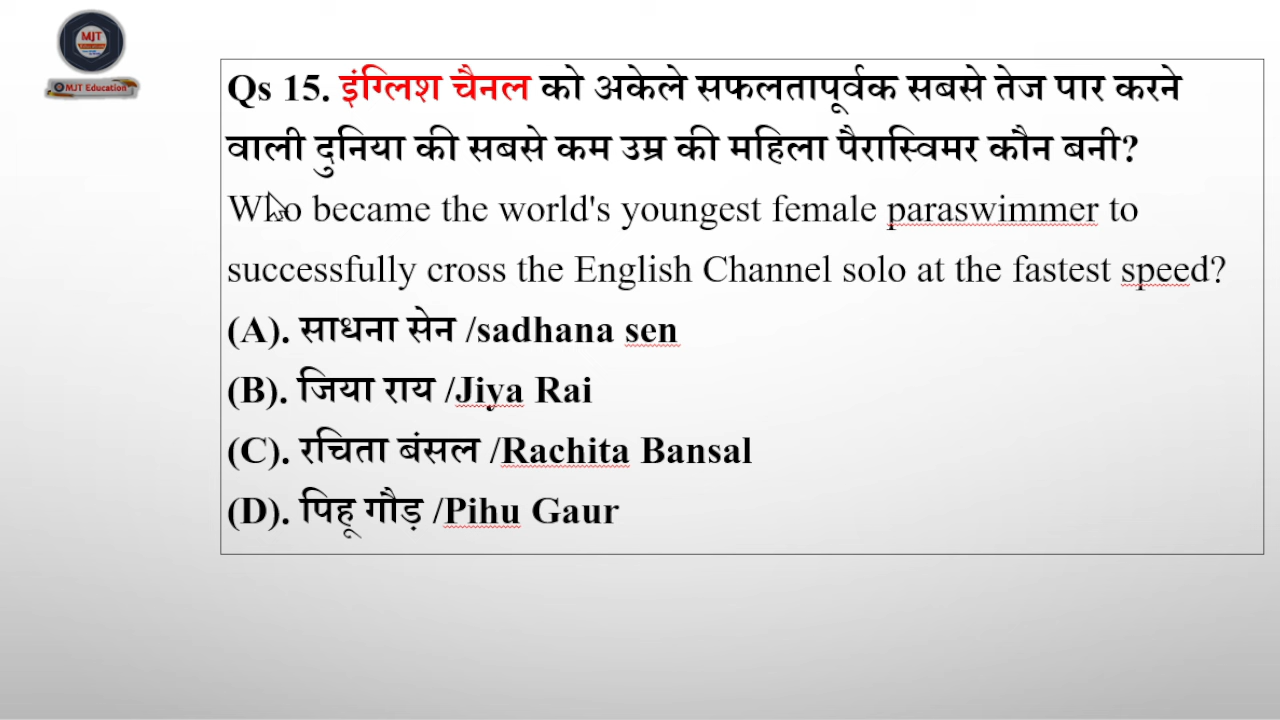 MJT
MJT Education
Qs 15. इंग्लिश चैनल को अकेले सफलतापूर्वक सबसे तेज पार करने
वाली दुनिया की सबसे कम उम्र की महिला पैरास्विमर कौन बनी?
Who became the world's youngest female paraswimmer to
successfully cross the English Channel solo at the fastest speed?
(A). साधना सेन /sadhana sen
(B). जिया राय /Jiya Rai
(C). रचिता बंसल /Rachita Bansal
(D). पिहू गौड़ /Pihu Gaur